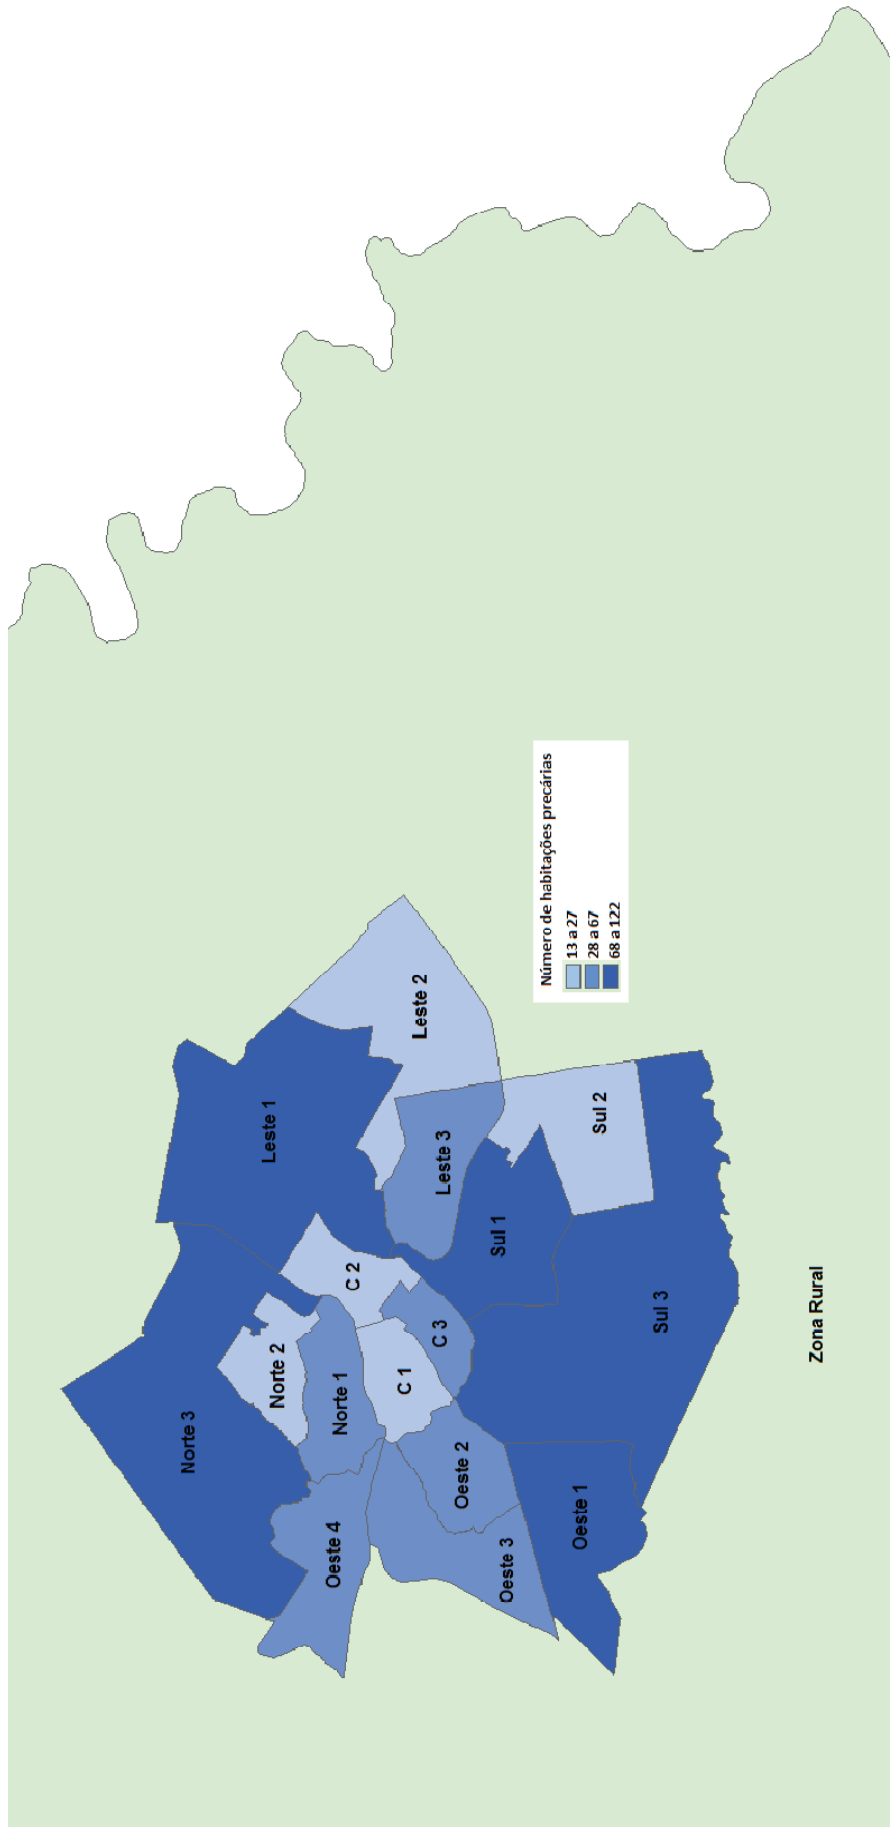 Norte 3
Leste 1
Norte 2
C 2
Norte 1
Oeste 4
C 1
C 3
Leste 2
Leste 3
Oeste 2
Oeste 3
Sul 1
Sul 2
Oeste 1
Sul 3
Zona Rural
Número de habitações precárias
13 a 27
28 a 67
68 a 122